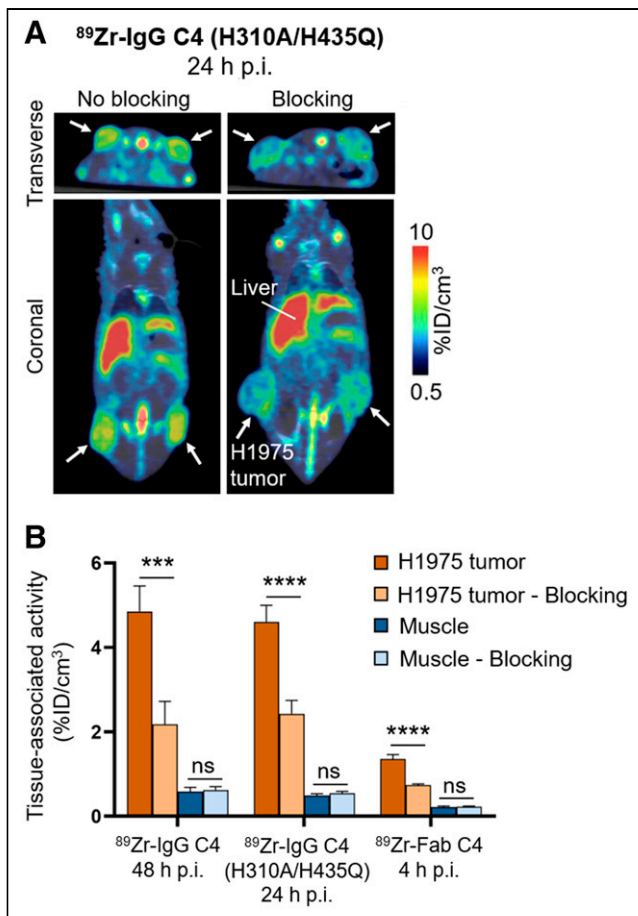 A
⁸⁹Zr-IgG C4 (H310A/H435Q)
24 h p.i.
No blocking
Blocking
Transverse
Coronal
Liver
H1975
tumor
10
%ID/cm³
0.5
B
Tissue-associated activity
(%ID/cm³)
6
4
2
0
***
ns
****
ns
****
ns
H1975 tumor
H1975 tumor - Blocking
Muscle
Muscle - Blocking
⁸⁹Zr-IgG C4
48 h p.i.
⁸⁹Zr-IgG C4
(H310A/H435Q)
24 h p.i.
⁸⁹Zr-Fab C4
4 h p.i.